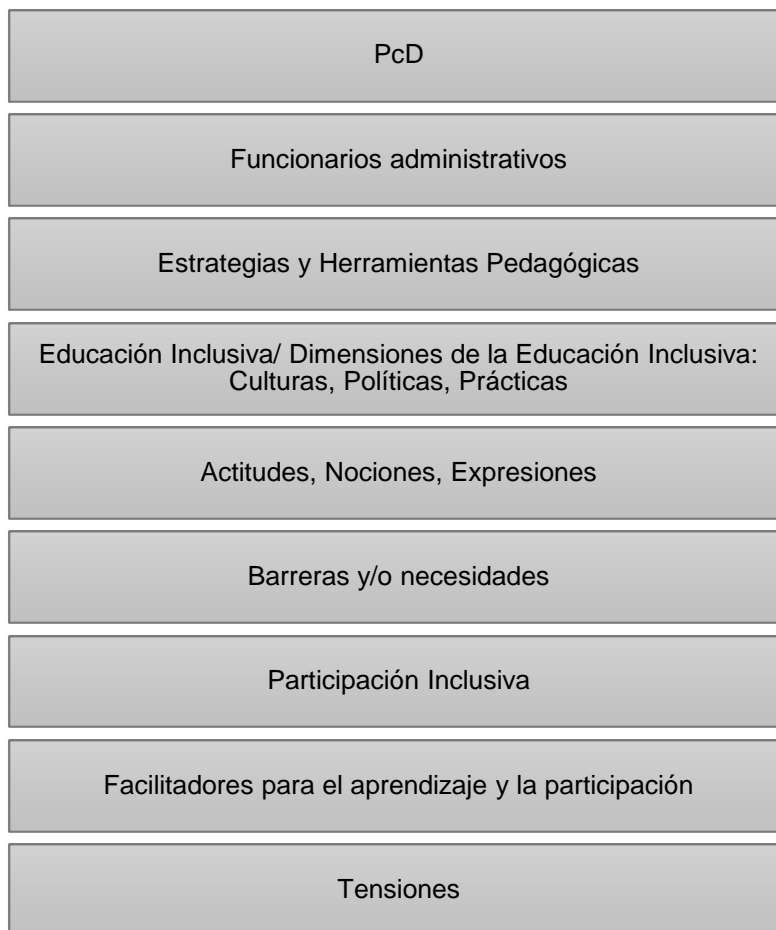 PcD
Funcionarios administrativos
Estrategias y Herramientas Pedagógicas
Educación Inclusiva/ Dimensiones de la Educación Inclusiva:
Culturas, Políticas, Prácticas
Actitudes, Nociones, Expresiones
Barreras y/o necesidades
Participación Inclusiva
Facilitadores para el aprendizaje y la participación
Tensiones